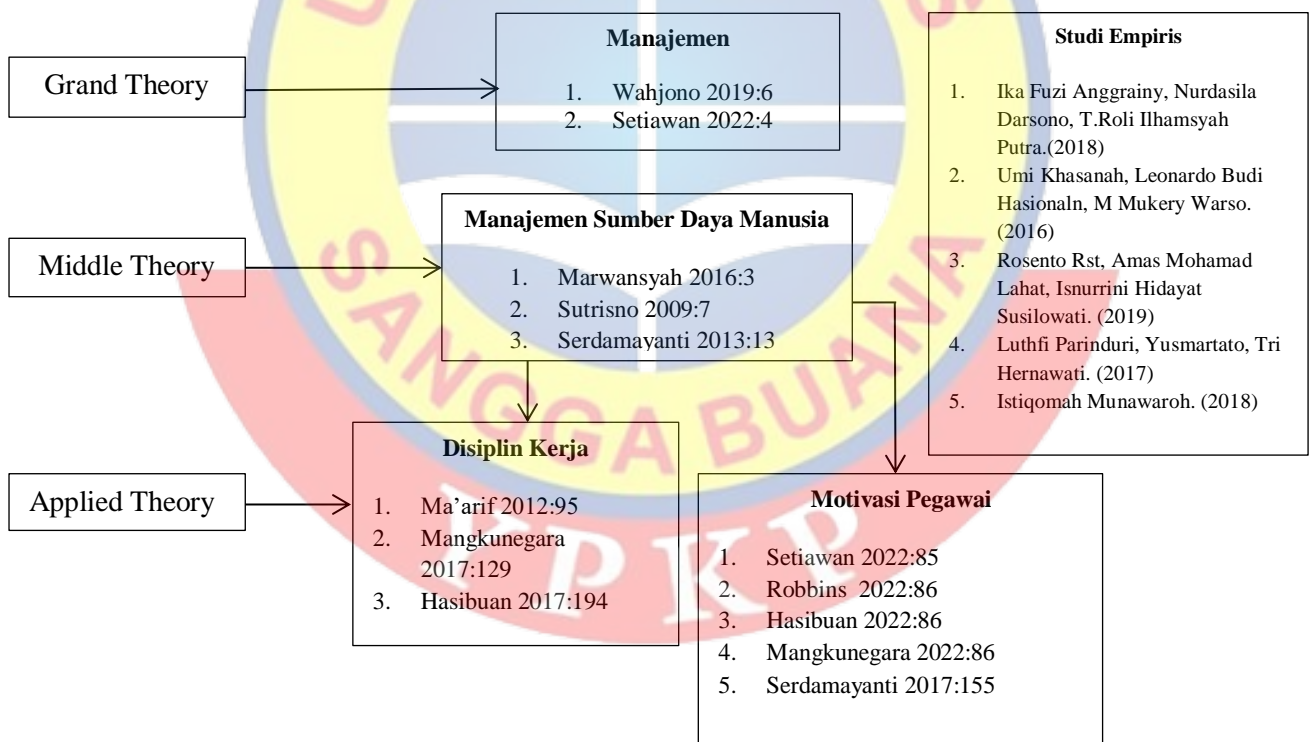 Grand Theory
Manajemen
1. Wahjono 2019:6
2. Setiawan 2022:4
Studi Empiris
1. Ika Fuzi Anggrainy, Nurdasila
Darsono, T.Roli Ilhamsyah
Putra.(2018)
2. Umi Khasanah, Leonardo Budi
Hasionaln, M Mukery Warso.
(2016)
3. Rosento Rst, Amas Mohamad
Lahat, Isnurrini Hidayat
Susilowati. (2019)
4. Luthfi Parinduri, Yusmartato, Tri
Hernawati. (2017)
5. Istiqomah Munawaroh. (2018)
Middle Theory
Manajemen Sumber Daya Manusia
1. Marwansyah 2016:3
2. Sutrisno 2009:7
3. Serdamayanti 2013:13
Applied Theory
Disiplin Kerja
1. Ma’arif 2012:95
2. Mangkunegara
2017:129
3. Hasibuan 2017:194
Motivasi Pegawai
1. Setiawan 2022:85
2. Robbins 2022:86
3. Hasibuan 2022:86
4. Mangkunegara 2022:86
5. Serdamayanti 2017:155
SANGGA BUANA
YPKP